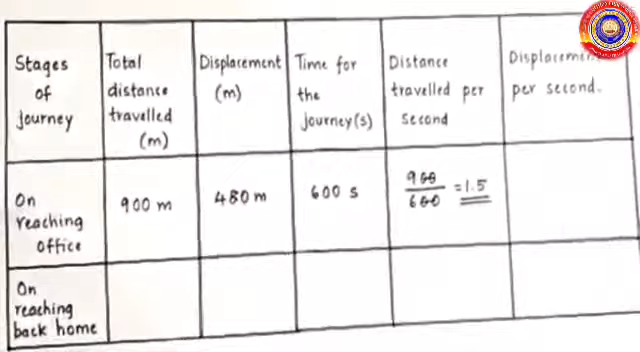 Stages
of
journey
Total
distance
travelled
(m)
Displacement
(m)
Time for
the
journey(s)
Distance
travelled per
second
Displacement
per second.
On
reaching
office
900 m
480 m
600 s
900
600
=1.5
On
reaching
back home